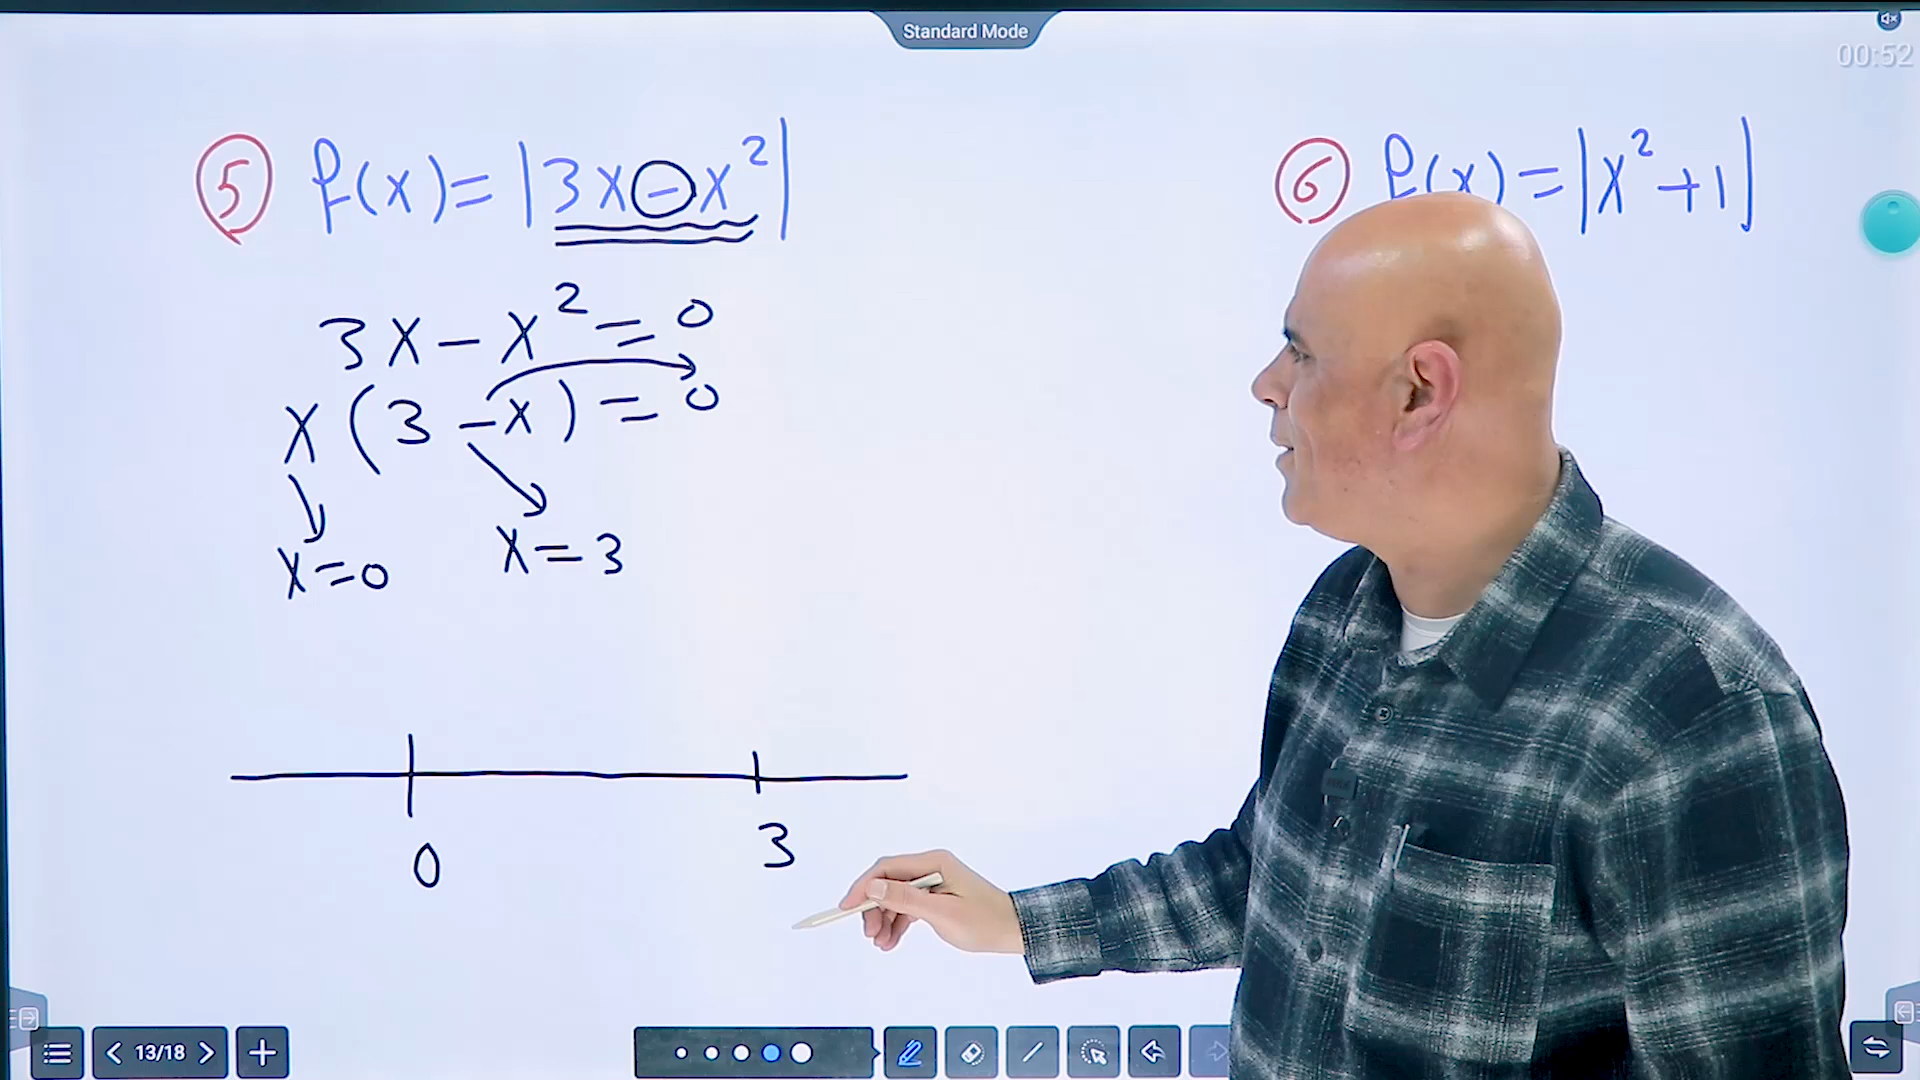 Standard Mode
00:52
⑤ f(x) = |3x - x²|
3x - x² = 0
x(3 - x) = 0
x = 0 x = 3
0 3
⑥ f(x) = |x² + 1|
13/18